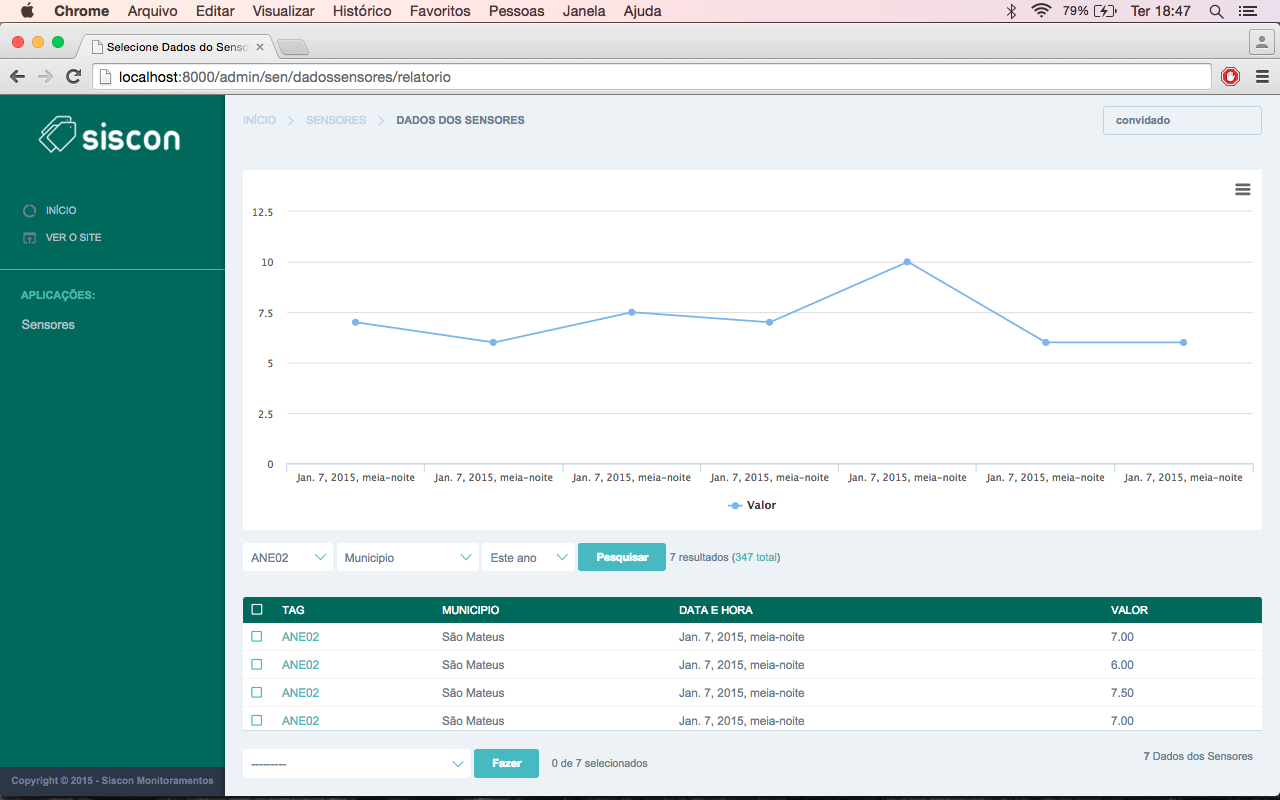 Chrome Arquivo Editar Visualizar Histórico Favoritos Pessoas Janela Ajuda 79% Ter 18:47
Selecione Dados do Senso
localhost:8000/admin/sen/dadossensores/relatorio
siscon
INÍCIO
VER O SITE
APLICAÇÕES:
Sensores
Copyright © 2015 - Siscon Monitoramentos
INÍCIO > SENSORES > DADOS DOS SENSORES
convidado
12.5
10
7.5
5
2.5
0
Jan. 7, 2015, meia-noite Jan. 7, 2015, meia-noite Jan. 7, 2015, meia-noite Jan. 7, 2015, meia-noite Jan. 7, 2015, meia-noite Jan. 7, 2015, meia-noite Jan. 7, 2015, meia-noite
Valor
ANE02 Municipio Este ano Pesquisar 7 resultados (347 total)
TAG MUNICIPIO DATA E HORA VALOR
ANE02 São Mateus Jan. 7, 2015, meia-noite 7.00
ANE02 São Mateus Jan. 7, 2015, meia-noite 6.00
ANE02 São Mateus Jan. 7, 2015, meia-noite 7.50
ANE02 São Mateus Jan. 7, 2015, meia-noite 7.00
--------- Fazer 0 de 7 selecionados 7 Dados dos Sensores